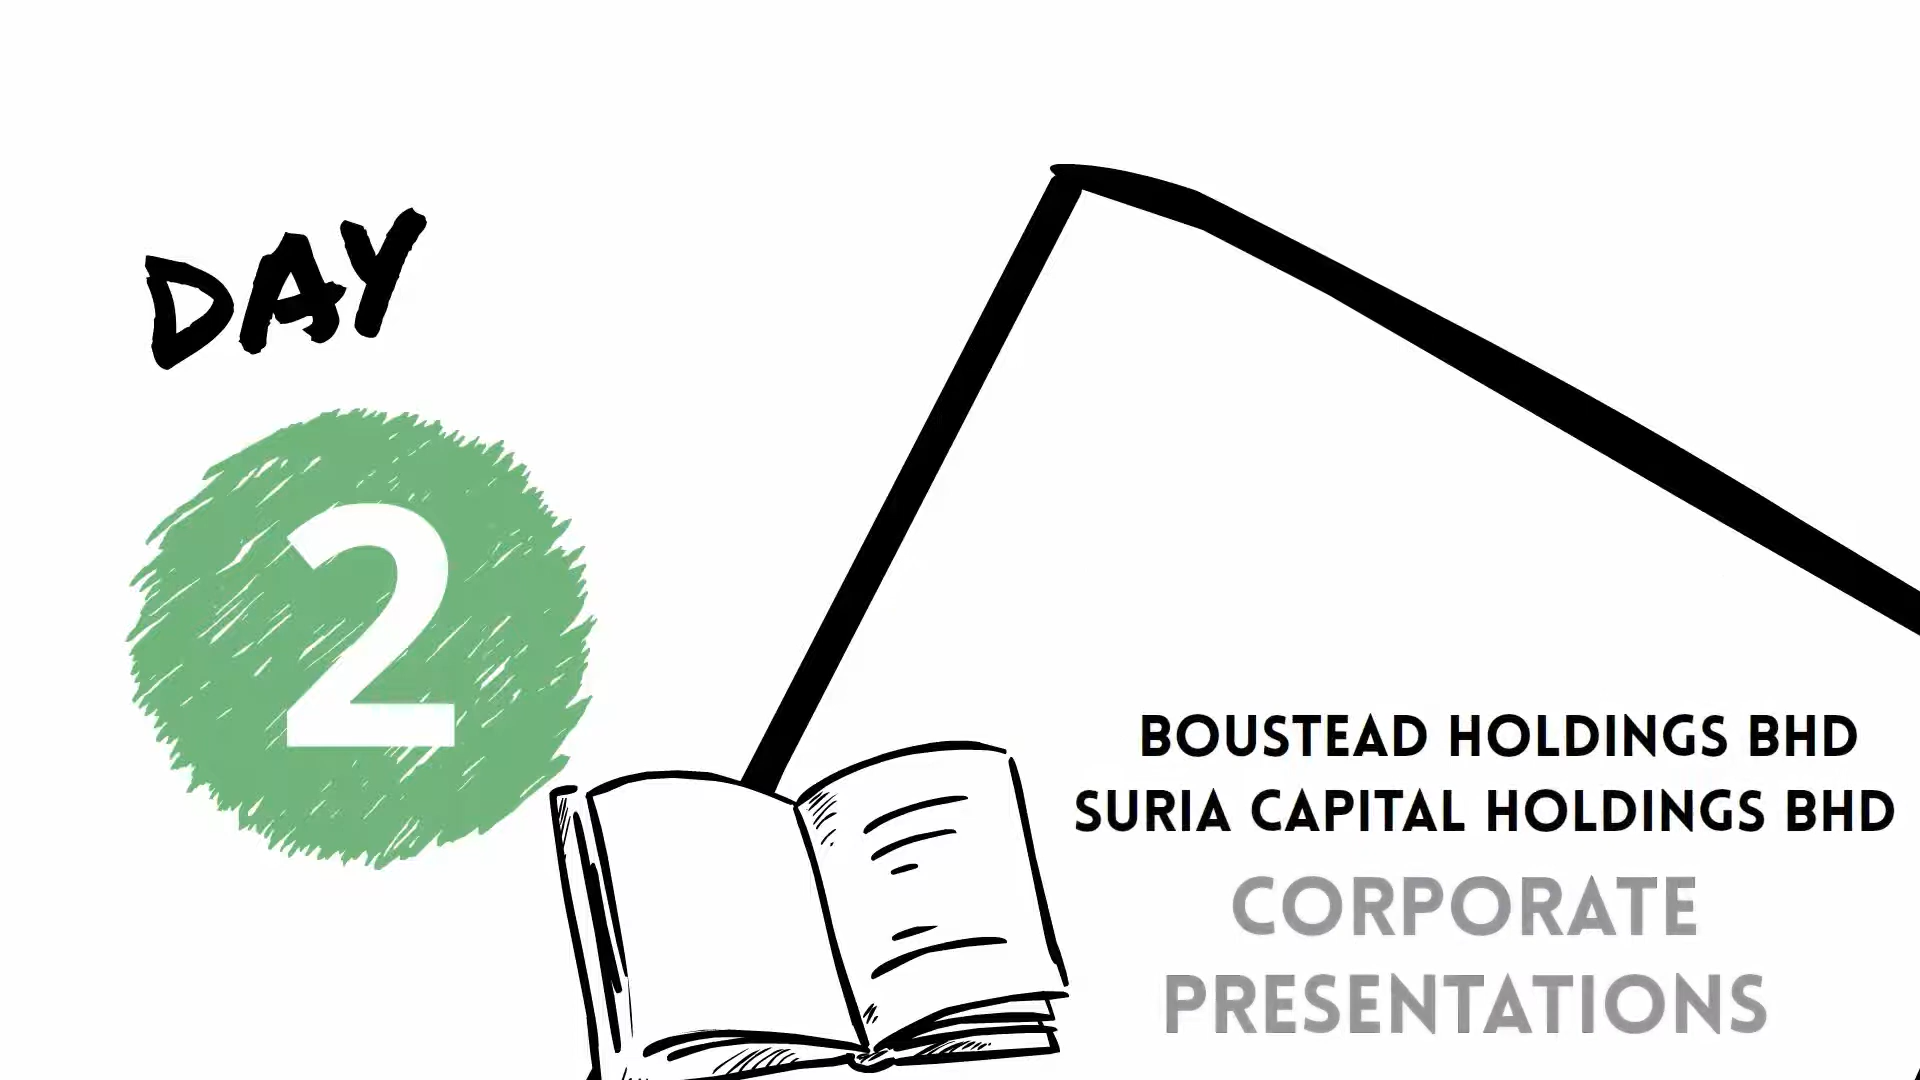 DAY
2
BOUSTEAD HOLDINGS BHD
SURIA CAPITAL HOLDINGS BHD
CORPORATE
PRESENTATIONS